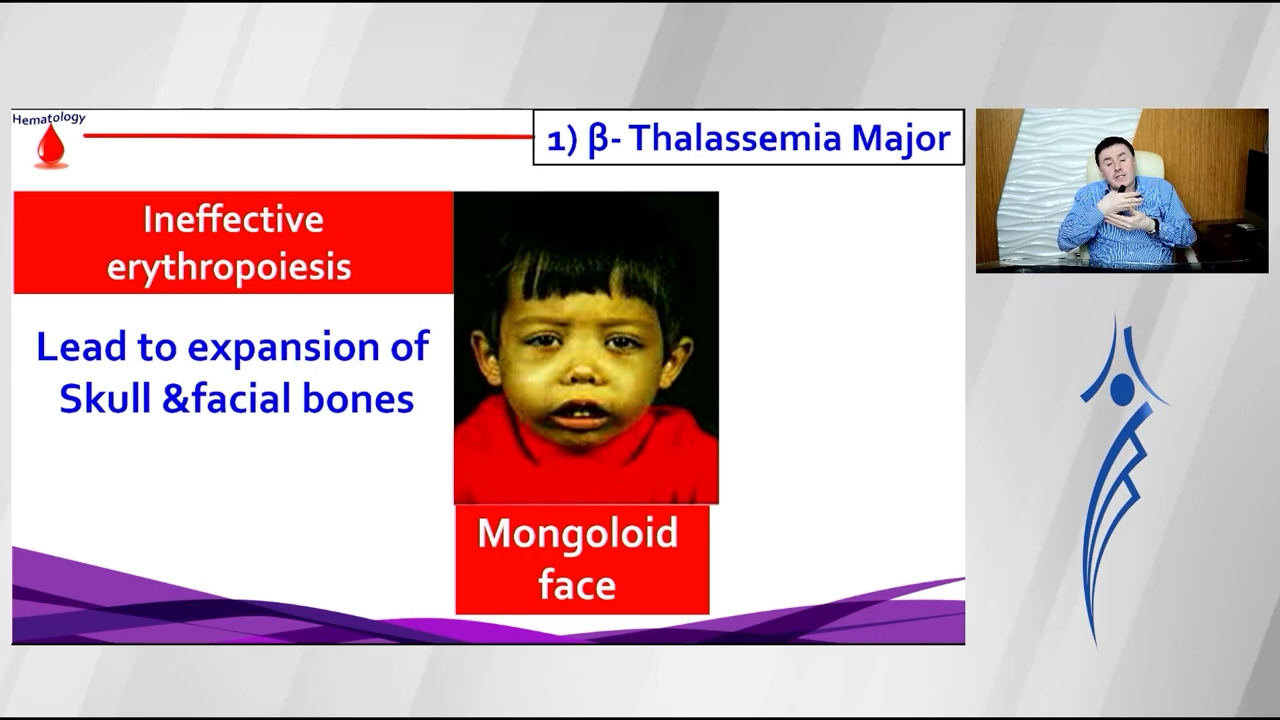 Hematology
1) β- Thalassemia Major
Ineffective
erythropoiesis
Lead to expansion of
Skull &facial bones
Mongoloid
face